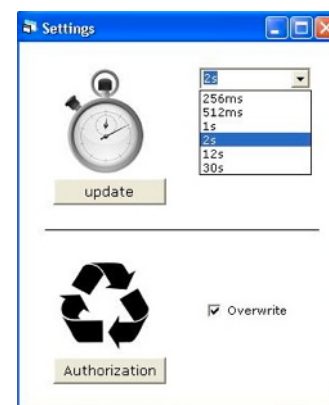 Settings
2s
256ms
512ms
1s
2s
12s
30s
update
Overwrite
Authorization